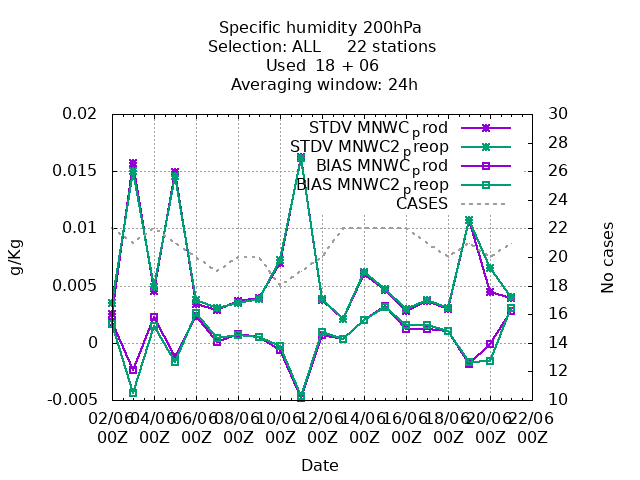 Specific humidity 200hPa
Selection: ALL 22 stations
Used 18 + 06
Averaging window: 24h
0.02
0.015
0.01
0.005
0
-0.005
g/Kg
30
28
26
24
22
20
18
16
14
12
10
No cases
STDV MNWC_prod
STDV MNWC2_preop
BIAS MNWC_prod
BIAS MNWC2_preop
CASES
02/06 04/06 06/06 08/06 10/06 12/06 14/06 16/06 18/06 20/06 22/06
00Z 00Z 00Z 00Z 00Z 00Z 00Z 00Z 00Z 00Z 00Z
Date